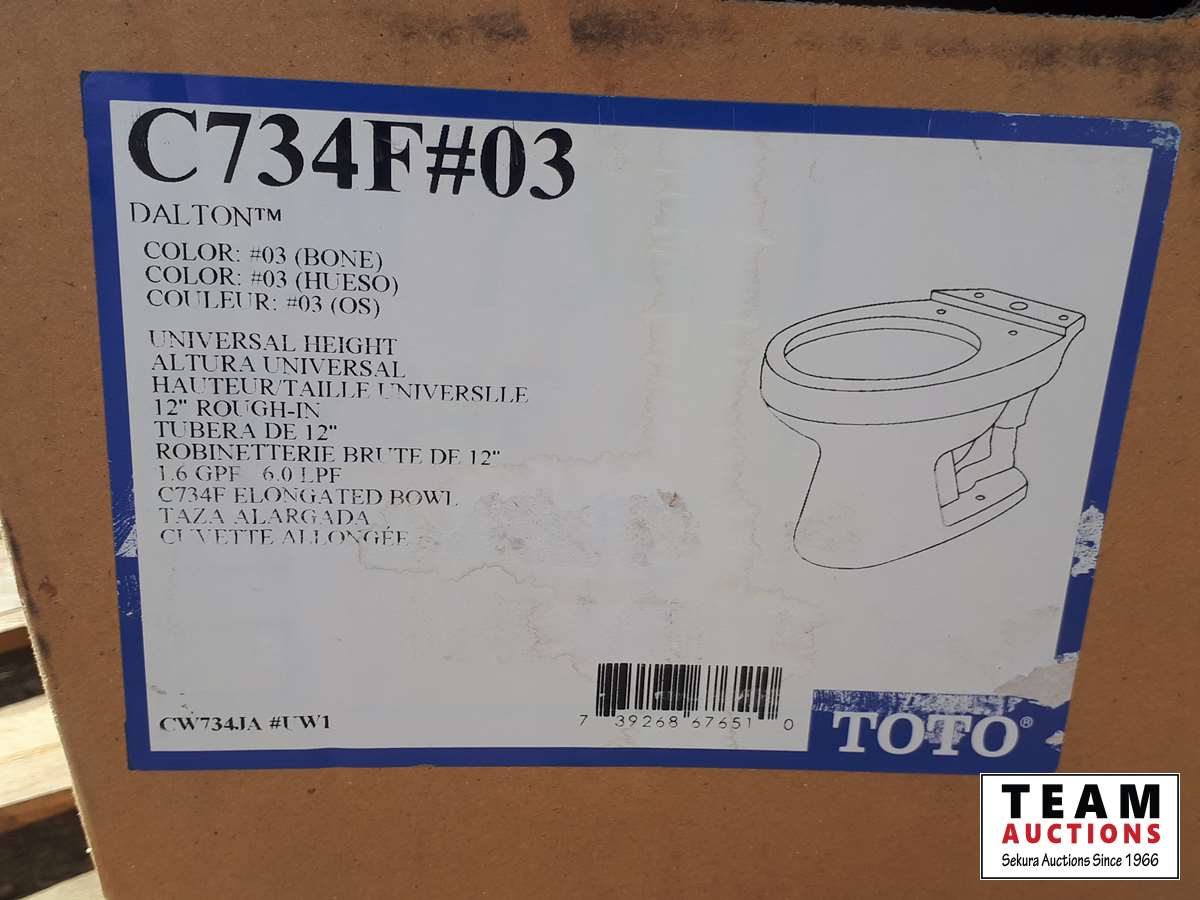 C734F#03
DALTON™
COLOR: #03 (BONE)
COLOR: #03 (HUESO)
COULEUR: #03 (OS)
UNIVERSAL HEIGHT
ALTURA UNIVERSAL
HAUTEUR/TAILLE UNIVERSLLE
12" ROUGH-IN
TUBERA DE 12"
ROBINETTERIE BRUTE DE 12"
1.6 GPF 6.0 LPF
C734F ELONGATED BOWL
TAZA ALARGADA
CUVETTE ALLONGÉE
CW734JA #UW1
7 39268 67651 0
TOTO®
TEAM
AUCTIONS
Sekura Auctions Since 1966